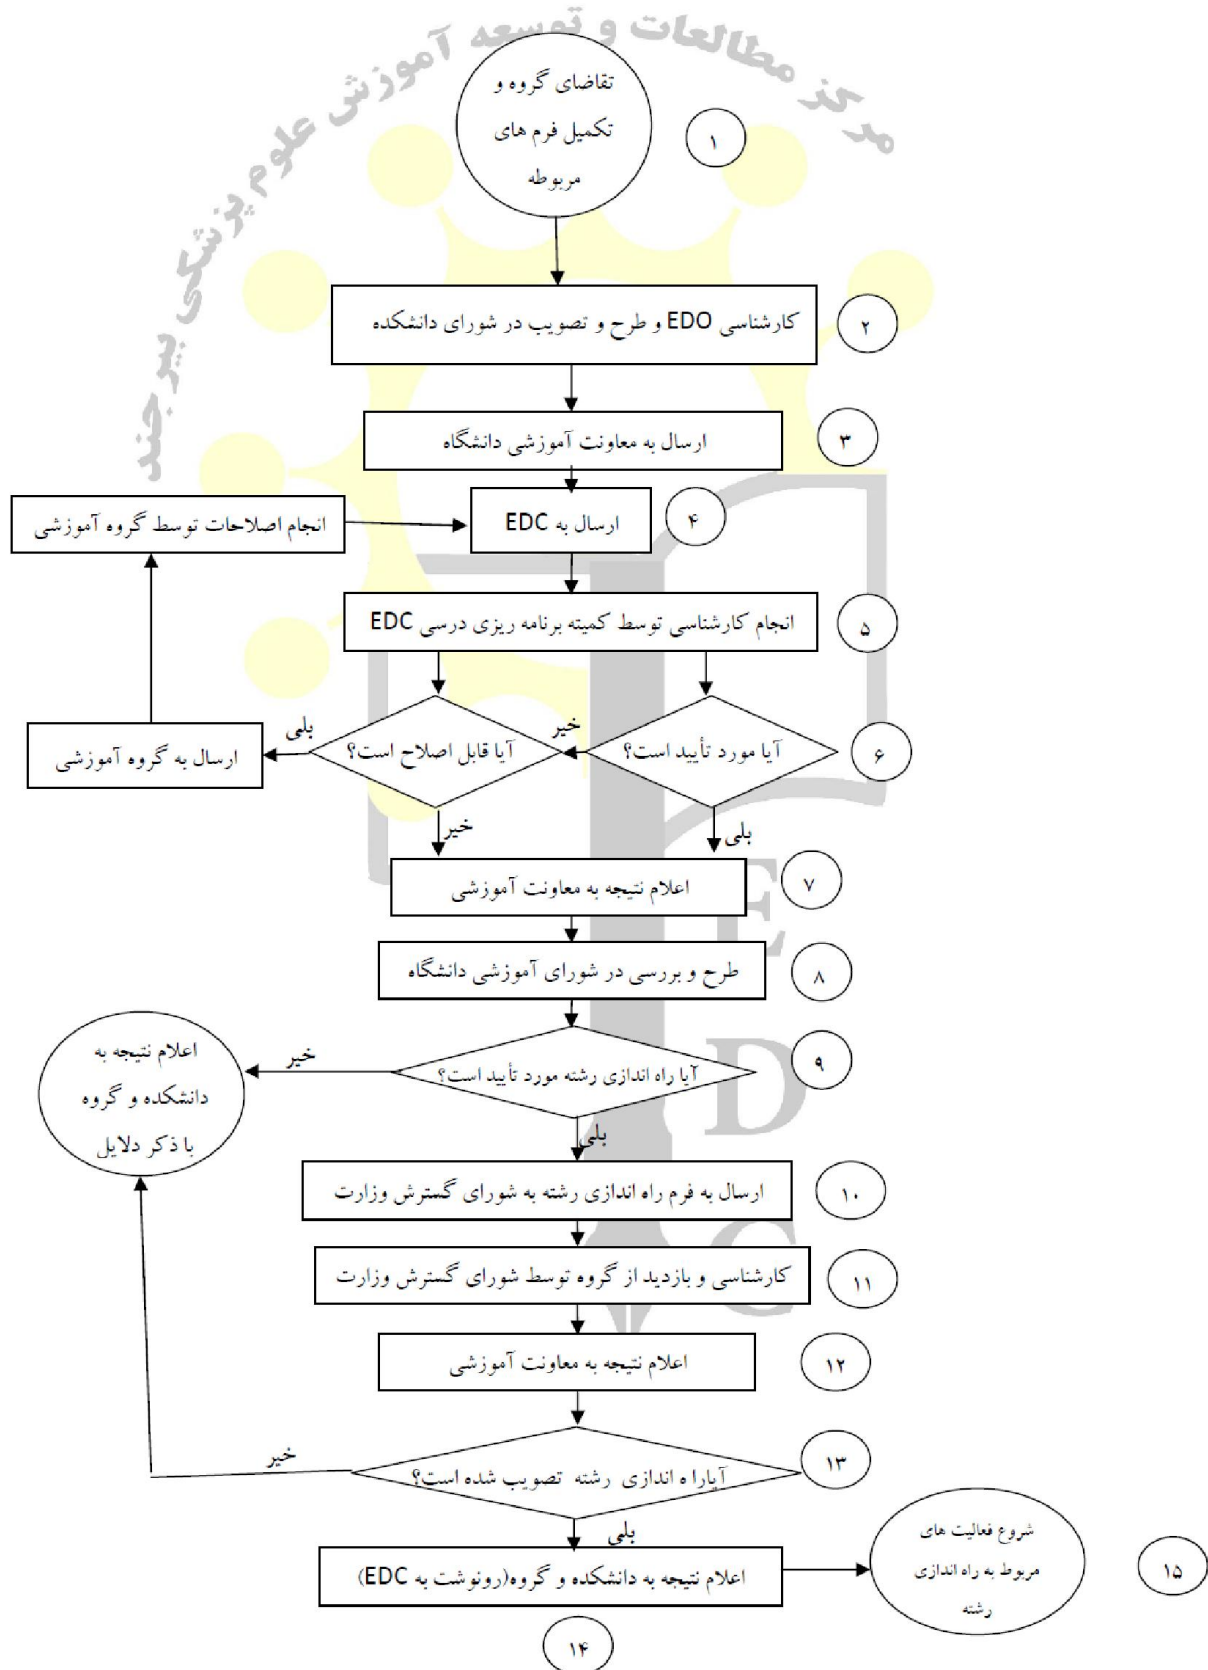 مرکز مطالعات و توسعه آموزش علوم پزشکی بیرجند
تقاضای گروه و
تکمیل فرم های
مربوطه
۱
کارشناسی EDO و طرح و تصویب در شورای دانشکده
۲
ارسال به معاونت آموزشی دانشگاه
۳
ارسال به EDC
۴
انجام اصلاحات توسط گروه آموزشی
انجام کارشناسی توسط کمیته برنامه ریزی درسی EDC
۵
آیا مورد تأیید است؟
خیر
آیا قابل اصلاح است؟
بلی
ارسال به گروه آموزشی
۶
بلی
خیر
اعلام نتیجه به معاونت آموزشی
۷
E
طرح و بررسی در شورای آموزشی دانشگاه
۸
آیا راه اندازی رشته مورد تأیید است؟
۹
خیر
اعلام نتیجه به
دانشکده و گروه
با ذکر دلایل
D
بلی
ارسال به فرم راه اندازی رشته به شورای گسترش وزارت
۱۰
C
کارشناسی و بازدید از گروه توسط شورای گسترش وزارت
۱۱
اعلام نتیجه به معاونت آموزشی
۱۲
آیارا ه اندازی رشته تصویب شده است؟
۱۳
خیر
بلی
اعلام نتیجه به دانشکده و گروه(رونوشت به EDC)
۱۴
شروع فعالیت های
مربوط به راه اندازی
رشته
۱۵